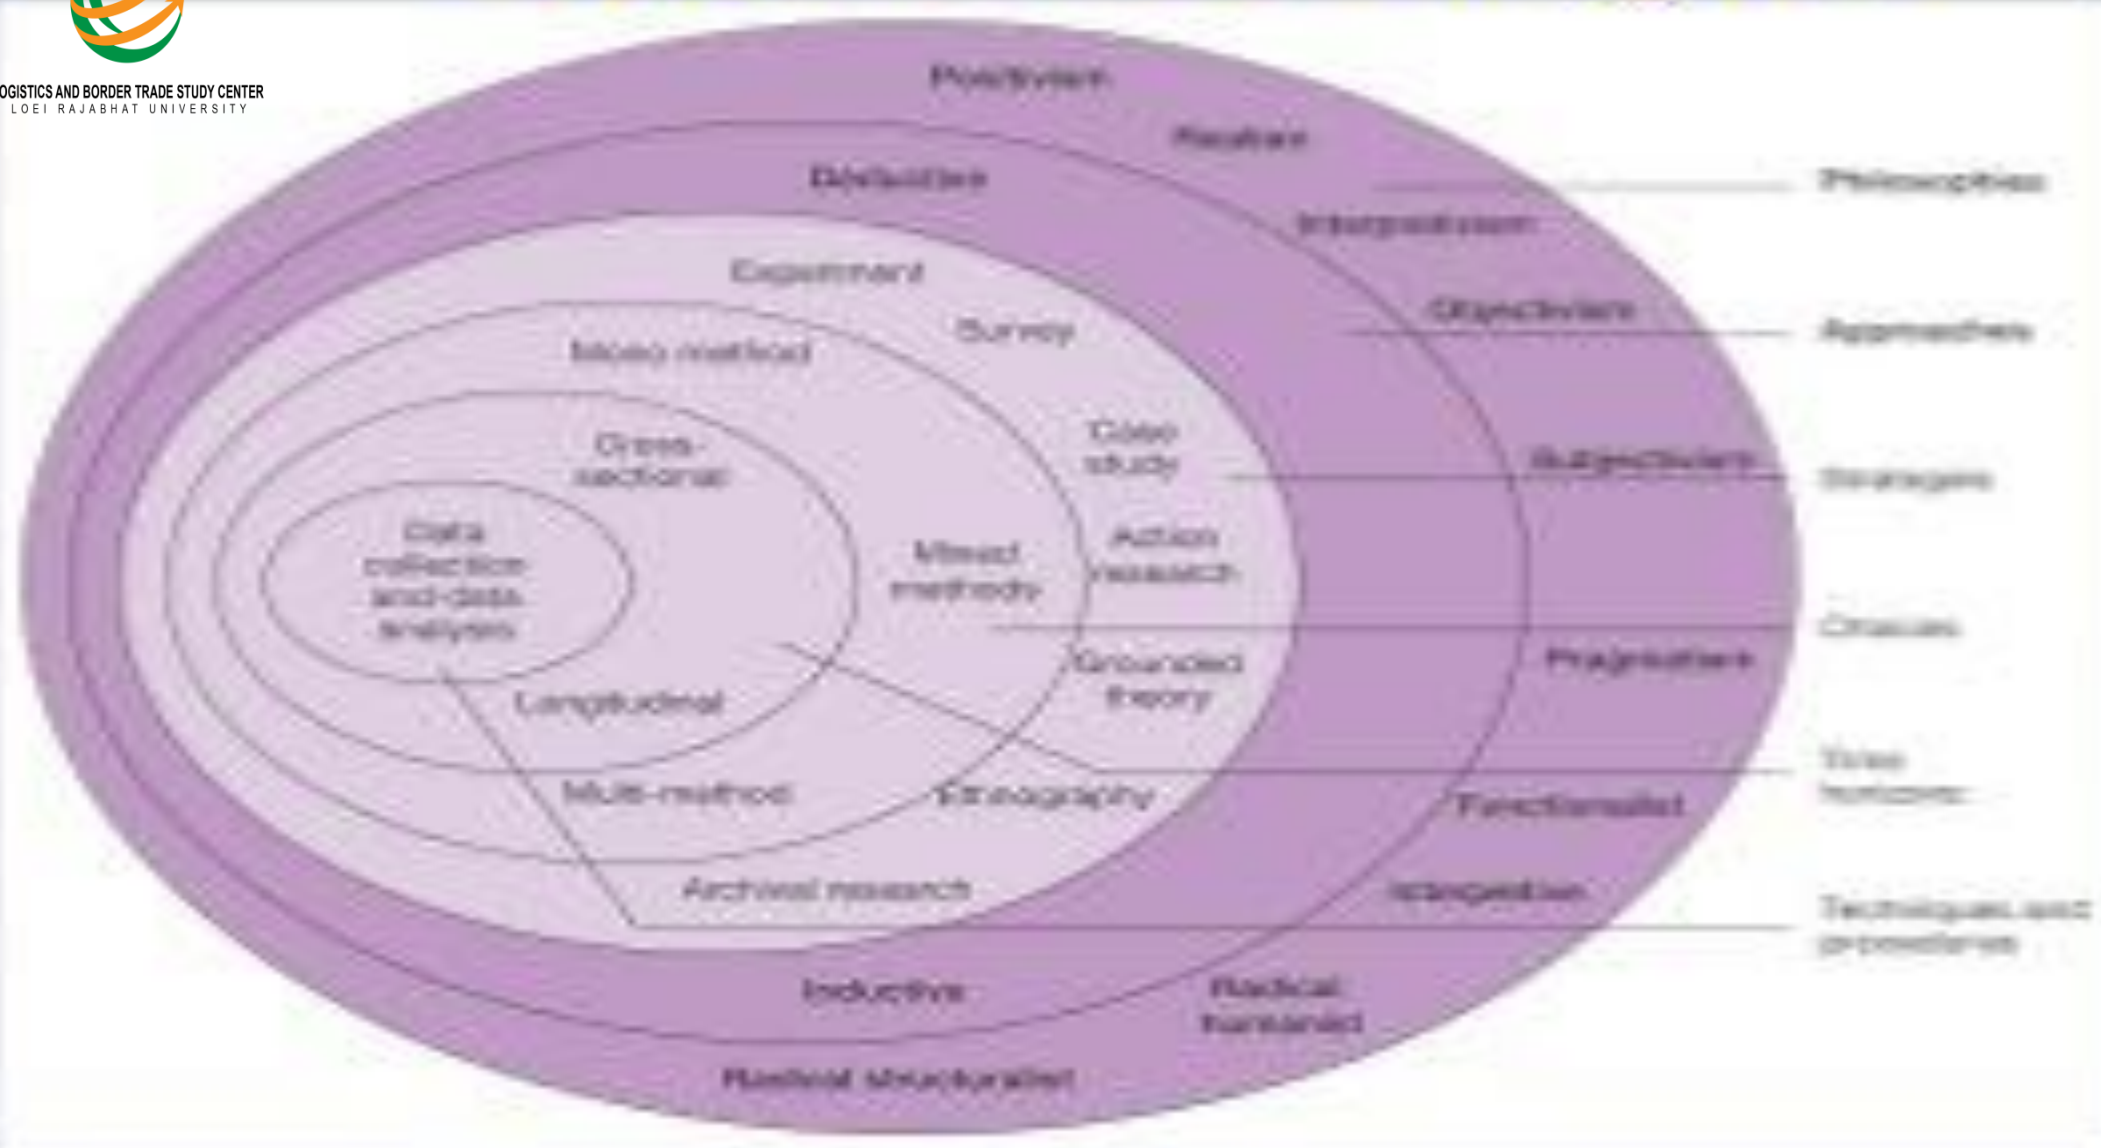 OGISTICS AND BORDER TRADE STUDY CENTER
LOEI RAJABHAT UNIVERSITY
Positivism
Realism
Deductive
Philosophies
Interpretivism
Experiment
Objectivism
Survey
Approaches
Mono method
Case
study
Cross-
sectional
Subjectivism
Strategies
Data
collection
and data
analysis
Mixed
methods
Action
research
Choices
Grounded
theory
Pragmatism
Longitudinal
Time
horizons
Multi-method
Ethnography
Functionalist
Archival research
Interpretive
Techniques and
procedures
Inductive
Radical
humanist
Radical structuralist